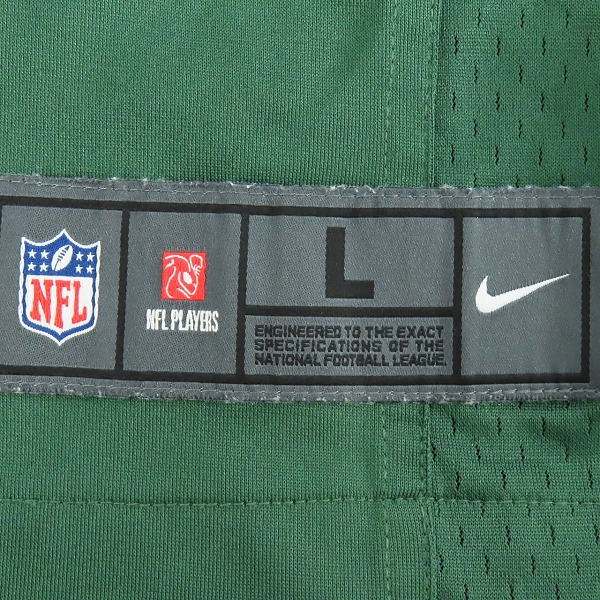 NFL
NFL PLAYERS
L
ENGINEERED TO THE EXACT
SPECIFICATIONS OF THE
NATIONAL FOOTBALL LEAGUE.